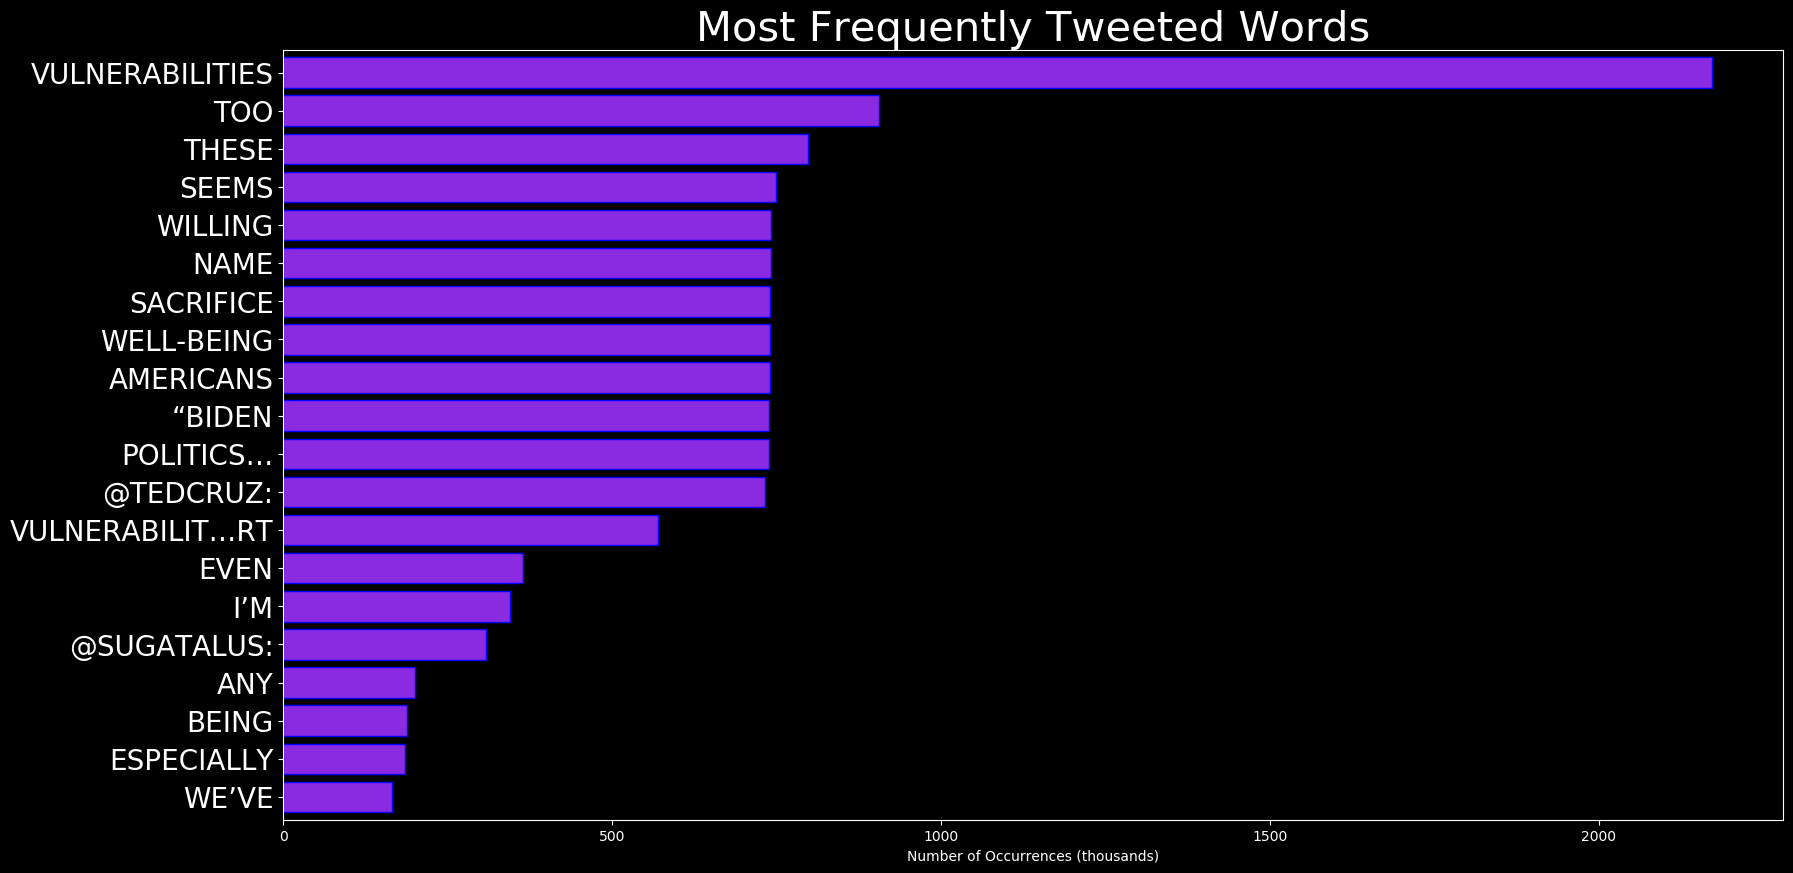 Most Frequently Tweeted Words
VULNERABILITIES
TOO
THESE
SEEMS
WILLING
NAME
SACRIFICE
WELL-BEING
AMERICANS
“BIDEN
POLITICS…
@TEDCRUZ:
VULNERABILIT…RT
EVEN
I’M
@SUGATALUS:
ANY
BEING
ESPECIALLY
WE’VE
0 500 1000 1500 2000
Number of Occurrences (thousands)